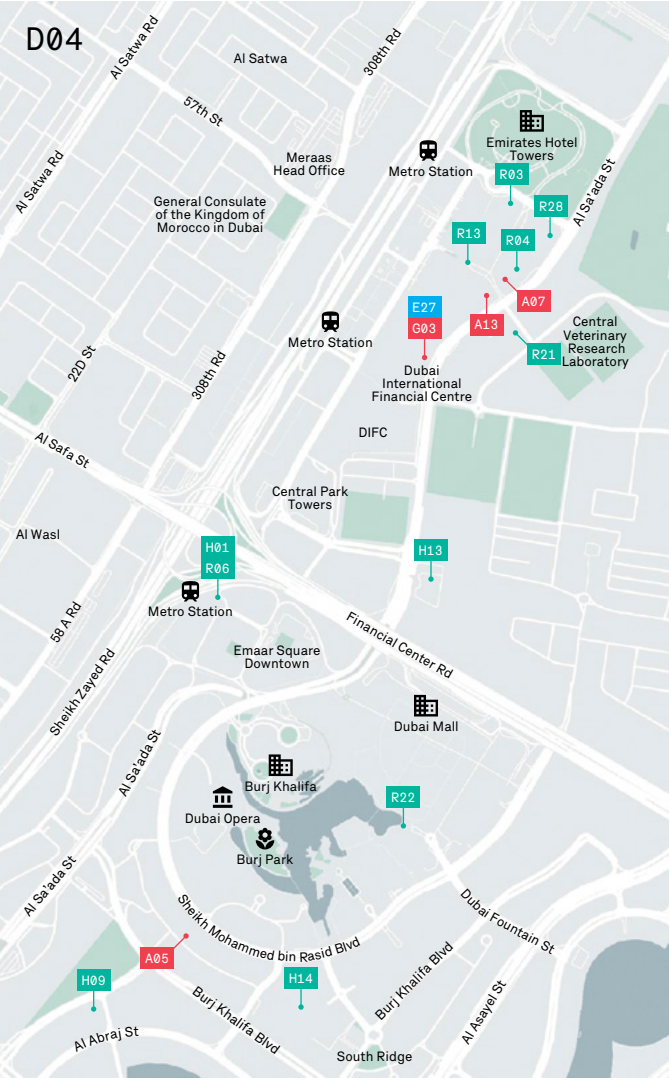 D04
Al Satwa Rd
Al Satwa
308th Rd
57th St
Emirates Hotel
Towers
Meraas
Head Office
Metro Station
R03
Al Satwa Rd
General Consulate
of the Kingdom of
Morocco in Dubai
Al Sa'ada St
R28
R13
R04
E27
G03
A13
A07
Metro Station
Central
Veterinary
Research
Laboratory
R21
22D St
308th Rd
Dubai
International
Financial Centre
DIFC
Al Safa St
Central Park
Towers
Al Wasl
H01
R06
H13
Metro Station
58 A Rd
Financial Center Rd
Emaar Square
Downtown
Sheikh Zayed Rd
Dubai Mall
Al Sa'ada St
Burj Khalifa
R22
Dubai Opera
Burj Park
Al Sa'ada St
Sheikh Mohammed bin Rasid Blvd
Dubai Fountain St
A05
H09
H14
Burj Khalifa Blvd
Burj Khalifa Blvd
Al Asayel St
Al Abraj St
South Ridge